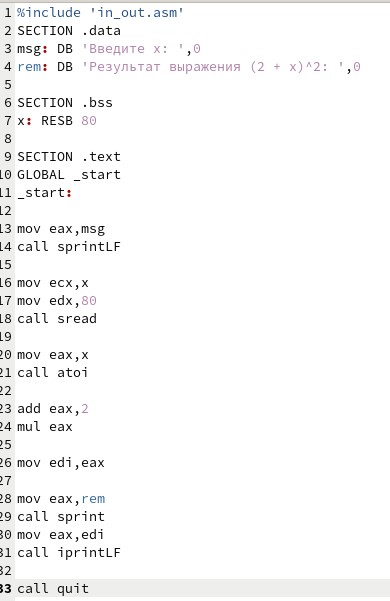 1 %include 'in_out.asm'
2 SECTION .data
3 msg: DB 'Введите x: ',0
4 rem: DB 'Результат выражения (2 + x)^2: ',0
5
6 SECTION .bss
7 x: RESB 80
8
9 SECTION .text
10 GLOBAL _start
11 _start:
12
13 mov eax,msg
14 call sprintLF
15
16 mov ecx,x
17 mov edx,80
18 call sread
19
20 mov eax,x
21 call atoi
22
23 add eax,2
24 mul eax
25
26 mov edi,eax
27
28 mov eax,rem
29 call sprint
30 mov eax,edi
31 call iprintLF
32
33 call quit